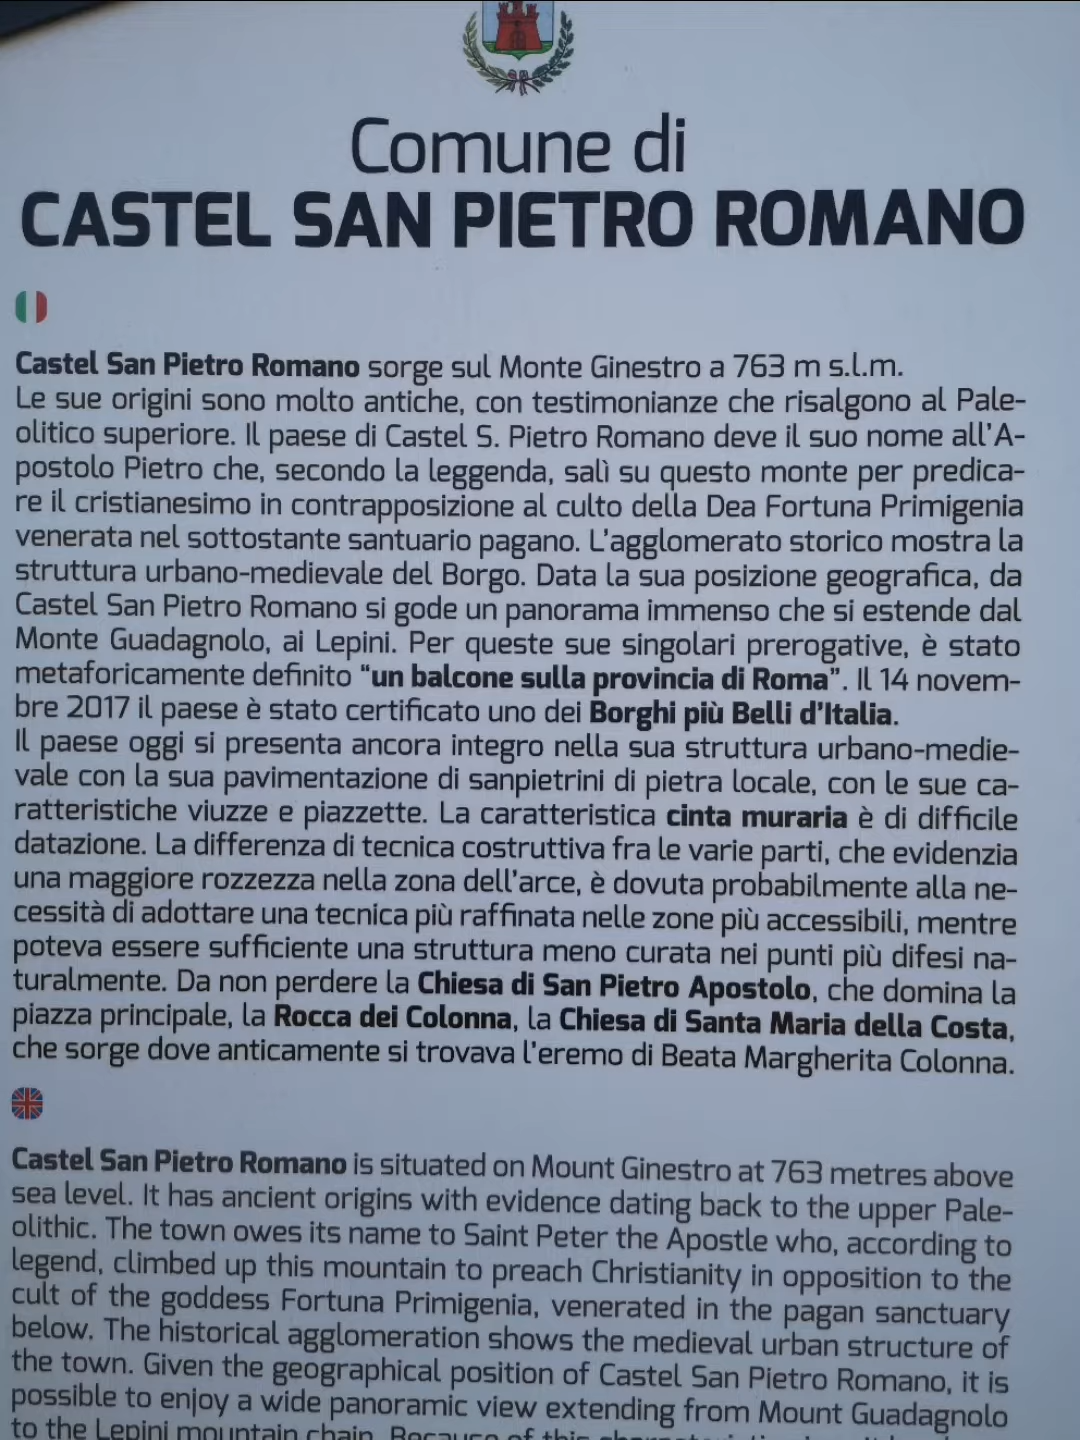 Comune di
CASTEL SAN PIETRO ROMANO
Castel San Pietro Romano sorge sul Monte Ginestro a 763 m s.l.m.
Le sue origini sono molto antiche, con testimonianze che risalgono al Pale-
olitico superiore. Il paese di Castel S. Pietro Romano deve il suo nome all'A-
postolo Pietro che, secondo la leggenda, salì su questo monte per predica-
re il cristianesimo in contrapposizione al culto della Dea Fortuna Primigenia
venerata nel sottostante santuario pagano. L'agglomerato storico mostra la
struttura urbano-medievale del Borgo. Data la sua posizione geografica, da
Castel San Pietro Romano si gode un panorama immenso che si estende dal
Monte Guadagnolo, ai Lepini. Per queste sue singolari prerogative, è stato
metaforicamente definito "un balcone sulla provincia di Roma". Il 14 novem-
bre 2017 il paese è stato certificato uno dei Borghi più Belli d'Italia.
Il paese oggi si presenta ancora integro nella sua struttura urbano-medie-
vale con la sua pavimentazione di sanpietrini di pietra locale, con le sue ca-
ratteristiche viuzze e piazzette. La caratteristica cinta muraria è di difficile
datazione. La differenza di tecnica costruttiva fra le varie parti, che evidenzia
una maggiore rozzezza nella zona dell'arce, è dovuta probabilmente alla ne-
cessità di adottare una tecnica più raffinata nelle zone più accessibili, mentre
poteva essere sufficiente una struttura meno curata nei punti più difesi na-
turalmente. Da non perdere la Chiesa di San Pietro Apostolo, che domina la
piazza principale, la Rocca dei Colonna, la Chiesa di Santa Maria della Costa,
che sorge dove anticamente si trovava l'eremo di Beata Margherita Colonna.
Castel San Pietro Romano is situated on Mount Ginestro at 763 metres above
sea level. It has ancient origins with evidence dating back to the upper Pale-
olithic. The town owes its name to Saint Peter the Apostle who, according to
legend, climbed up this mountain to preach Christianity in opposition to the
cult of the goddess Fortuna Primigenia, venerated in the pagan sanctuary
below. The historical agglomeration shows the medieval urban structure of
the town. Given the geographical position of Castel San Pietro Romano, it is
possible to enjoy a wide panoramic view extending from Mount Guadagnolo
to the Lepini mountain chain. Because of this